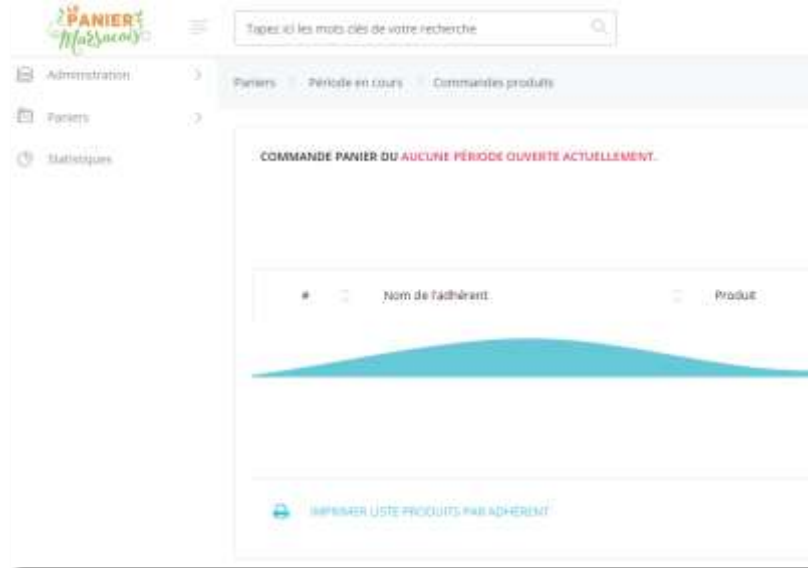 PANIER
Marsacois
Tapez ici les mots clés de votre recherche
Administration
Paniers
Statistiques
Paniers
Période en cours
Commandes produits
COMMANDE PANIER DU AUCUNE PÉRIODE OUVERTE ACTUELLEMENT.
# Nom de l'adhérent Produit
IMPRIMER LISTE PRODUITS PAR ADHÉRENT